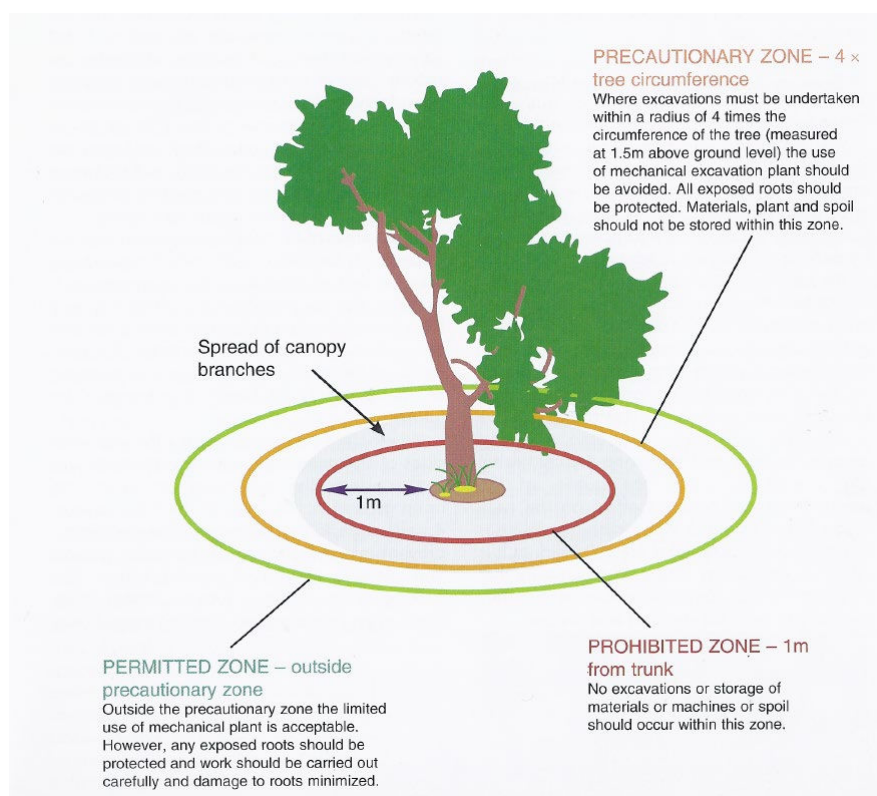 PRECAUTIONARY ZONE – 4 ×
tree circumference
Where excavations must be undertaken
within a radius of 4 times the
circumference of the tree (measured
at 1.5m above ground level) the use
of mechanical excavation plant should
be avoided. All exposed roots should
be protected. Materials, plant and spoil
should not be stored within this zone.
Spread of canopy
branches
1m
PERMITTED ZONE – outside
precautionary zone
Outside the precautionary zone the limited
use of mechanical plant is acceptable.
However, any exposed roots should be
protected and work should be carried out
carefully and damage to roots minimized.
PROHIBITED ZONE – 1m
from trunk
No excavations or storage of
materials or machines or spoil
should occur within this zone.